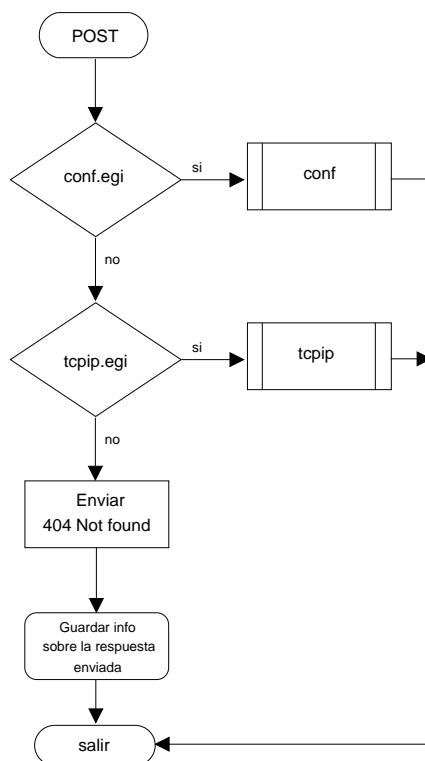 POST
conf.egi
si
conf
no
tcpip.egi
si
tcpip
no
Enviar
404 Not found
Guardar info
sobre la respuesta
enviada
salir